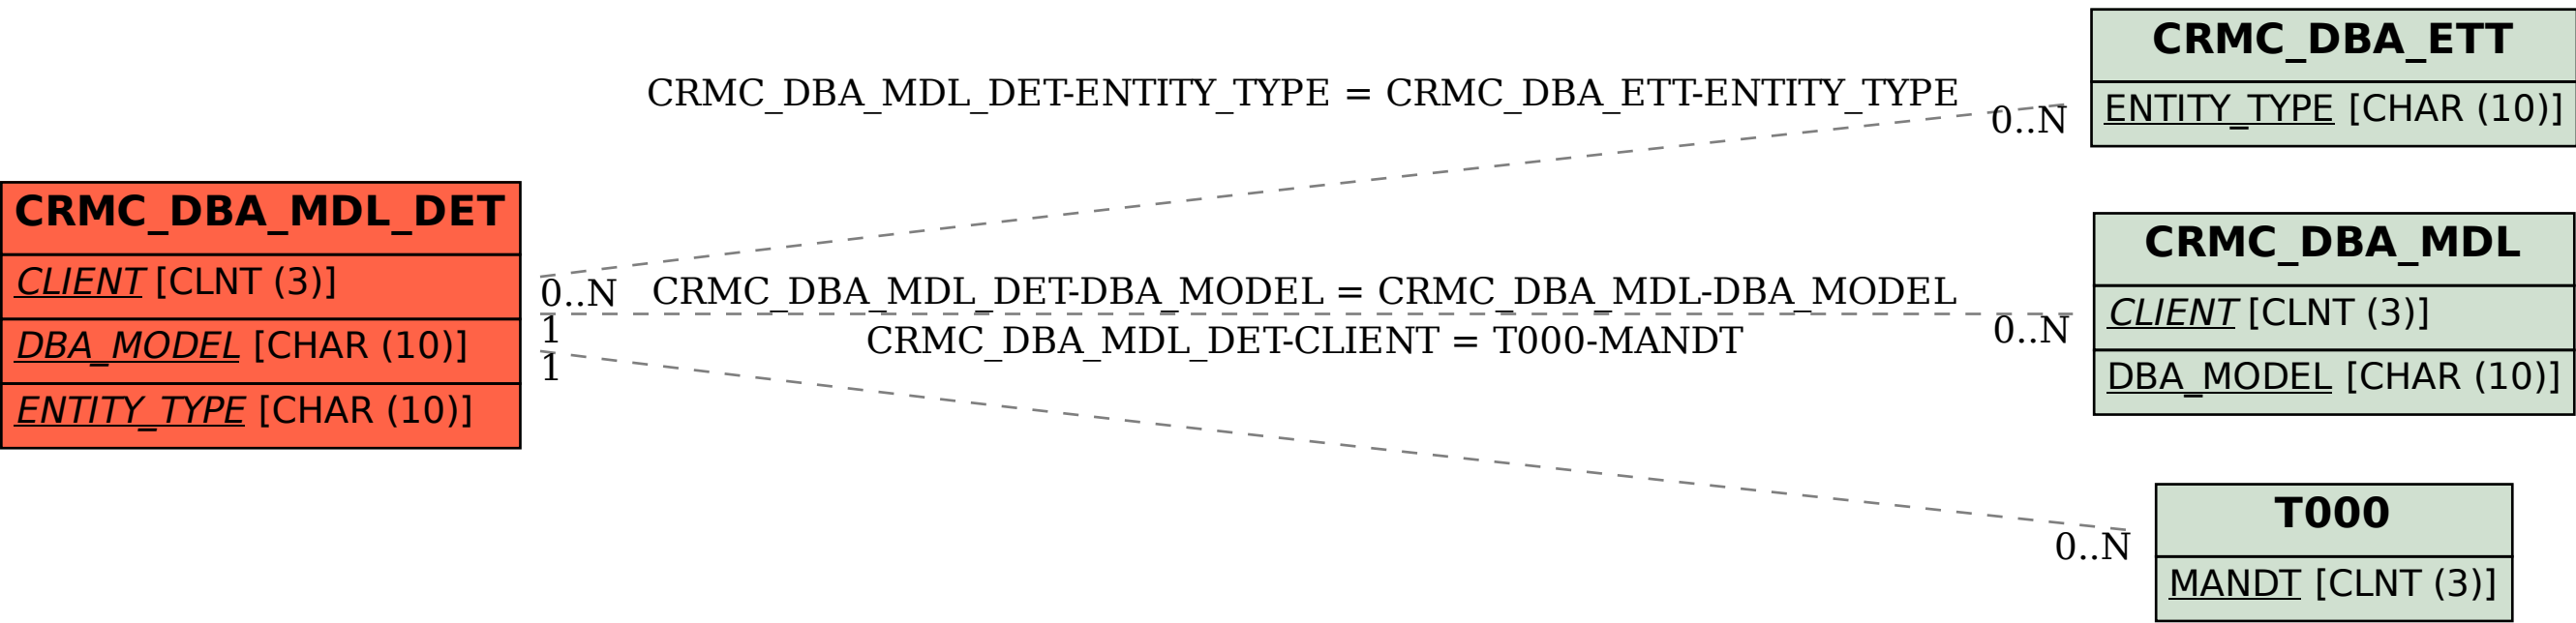 CRMC_DBA_ETT
ENTITY_TYPE [CHAR (10)]
CRMC_DBA_MDL_DET-ENTITY_TYPE = CRMC_DBA_ETT-ENTITY_TYPE
0..N
CRMC_DBA_MDL_DET
CLIENT [CLNT (3)]
DBA_MODEL [CHAR (10)]
ENTITY_TYPE [CHAR (10)]
0..N
CRMC_DBA_MDL_DET-DBA_MODEL = CRMC_DBA_MDL-DBA_MODEL
1
0..N
CRMC_DBA_MDL_DET-CLIENT = T000-MANDT
1
0..N
CRMC_DBA_MDL
CLIENT [CLNT (3)]
DBA_MODEL [CHAR (10)]
T000
MANDT [CLNT (3)]